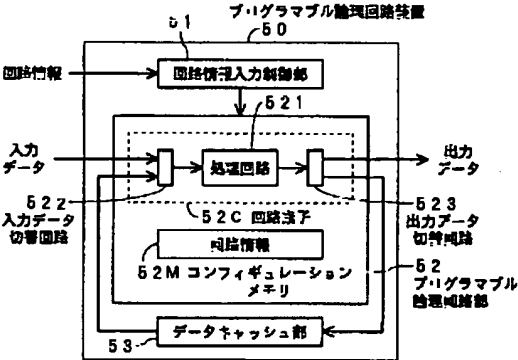 プログラマブル論理回路装置
51
50
回路情報
回路情報入力制御部
521
入力
データ
処理回路
出力
データ
522
入力データ
切替回路
52C 回路素子
523
出力データ
切替回路
回路情報
52M コンフィギュレーション
メモリ
52
プログラマブル
論理回路部
データキャッシュ部
53